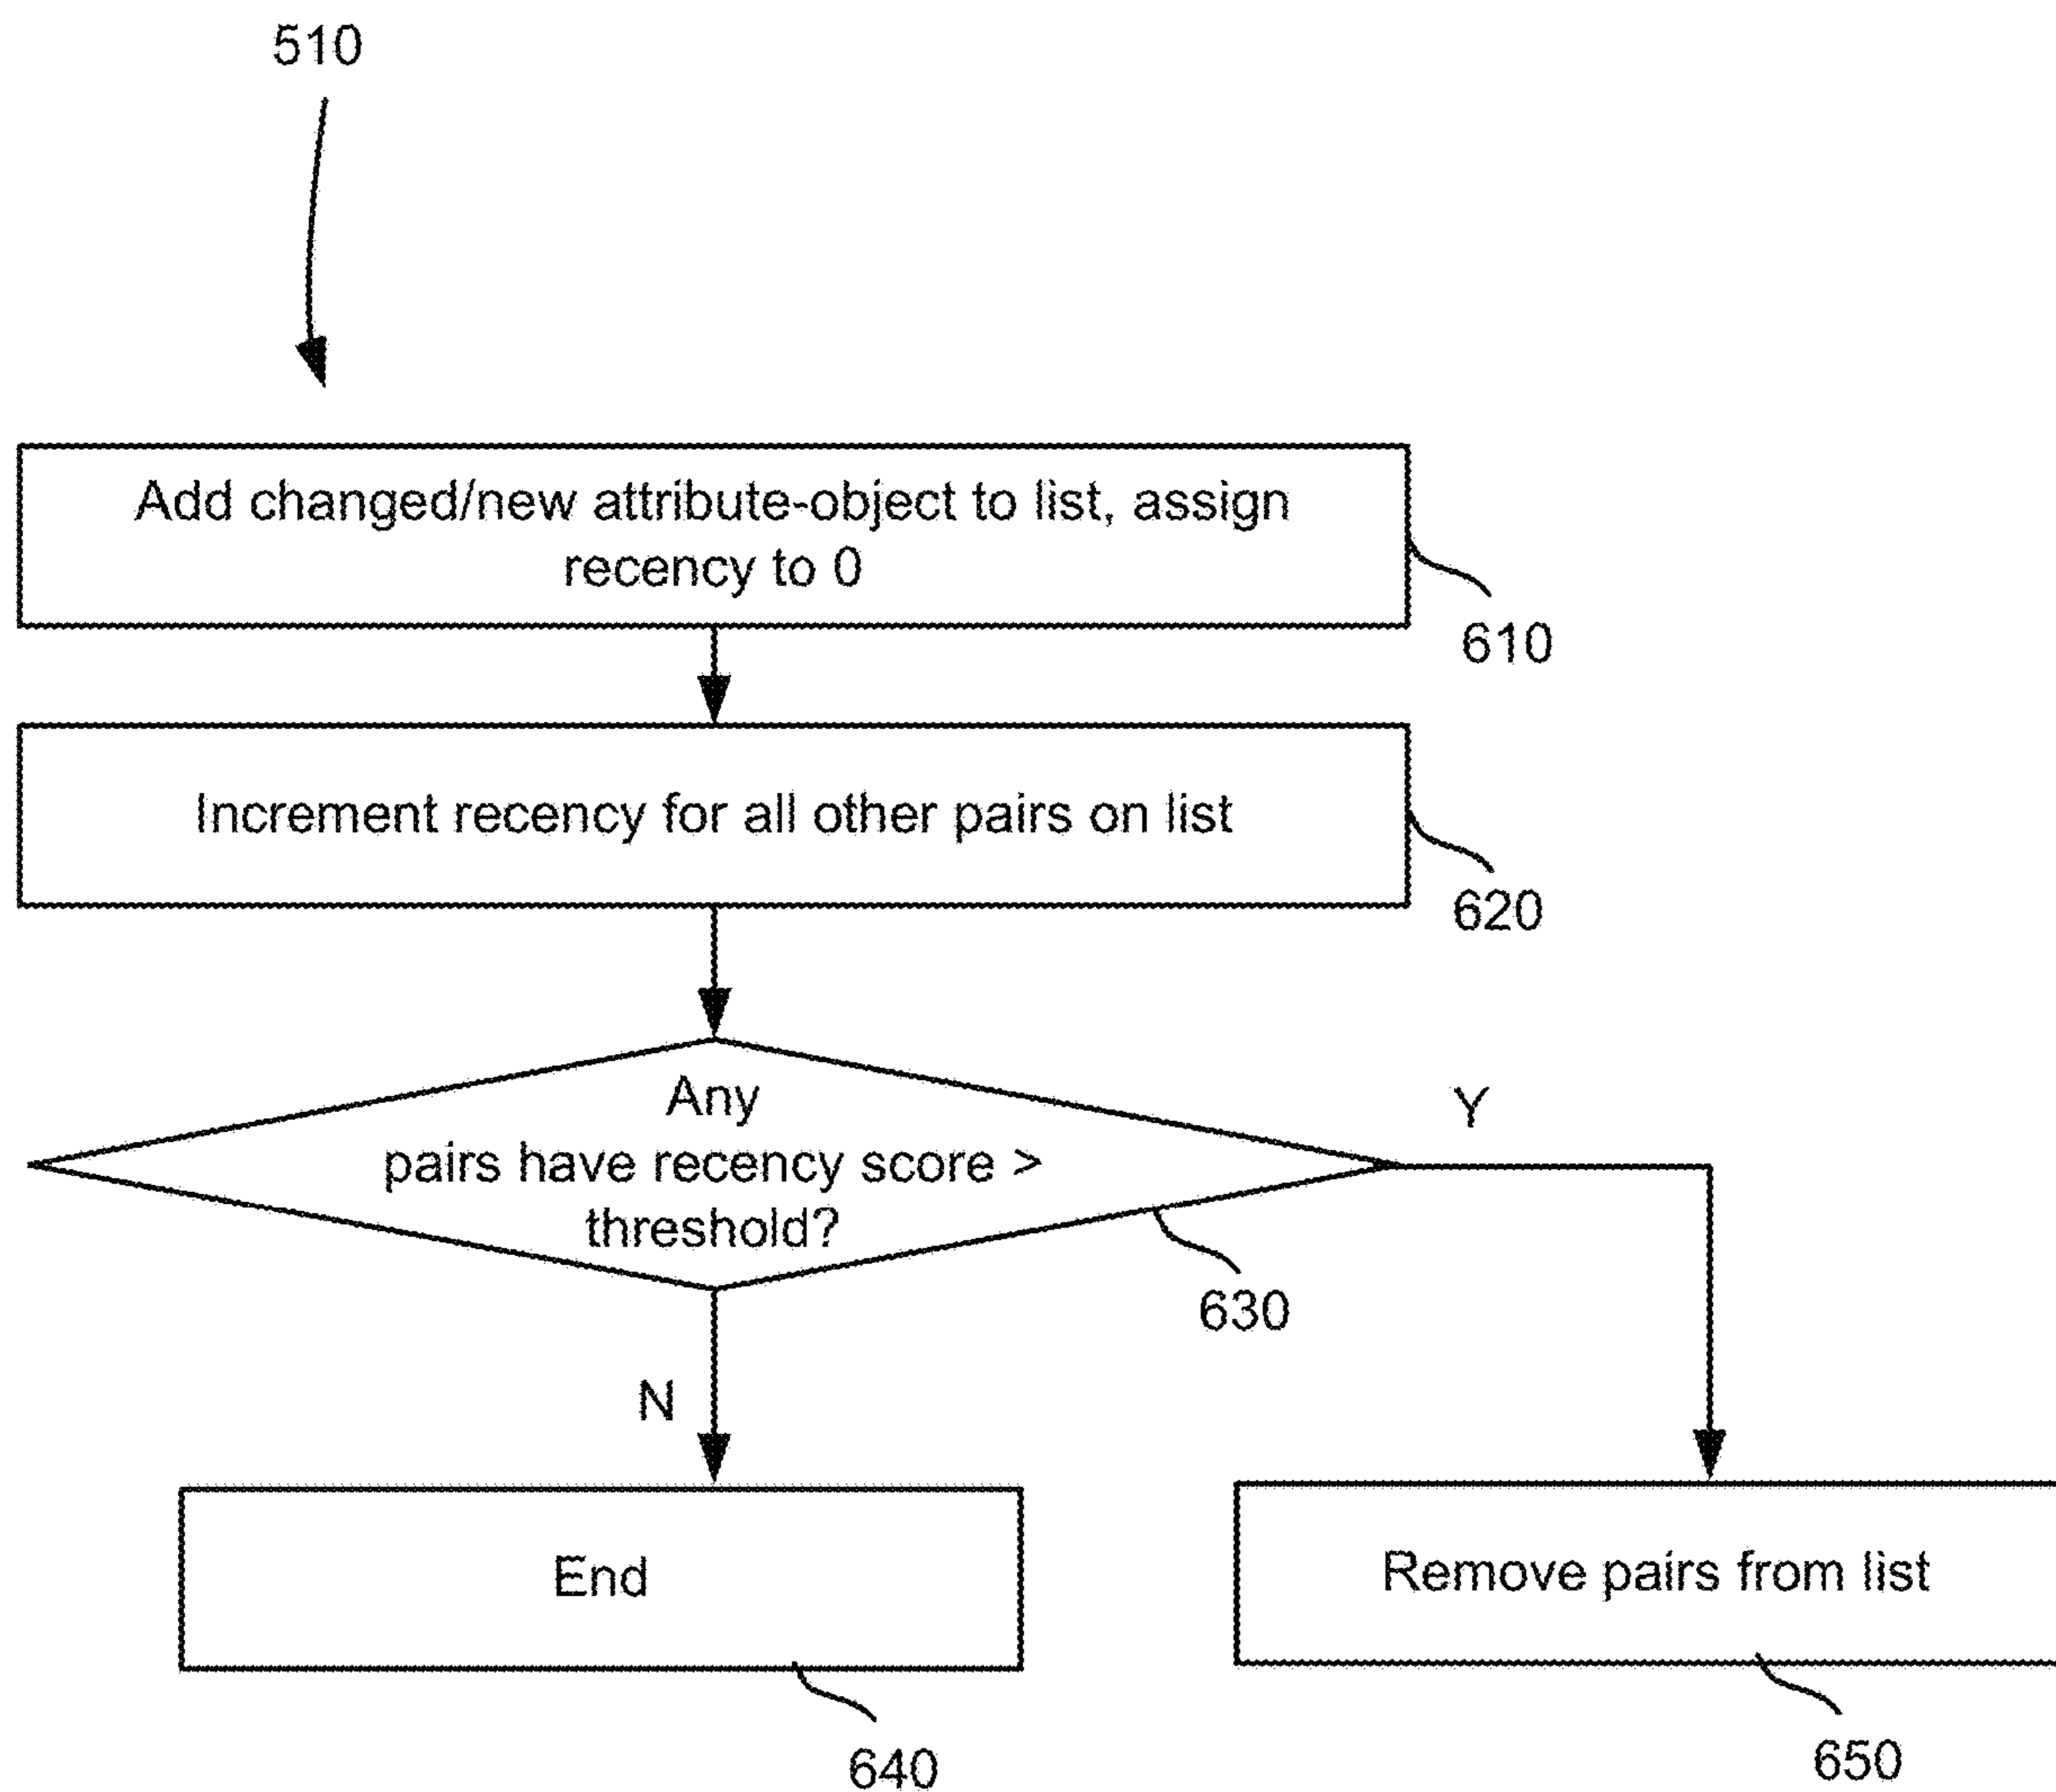 510
Add changed/new attribute-object to list, assign
recency to 0
610
Increment recency for all other pairs on list
620
Any
pairs have recency score >
threshold?
Y
630
N
End
Remove pairs from list
640
650